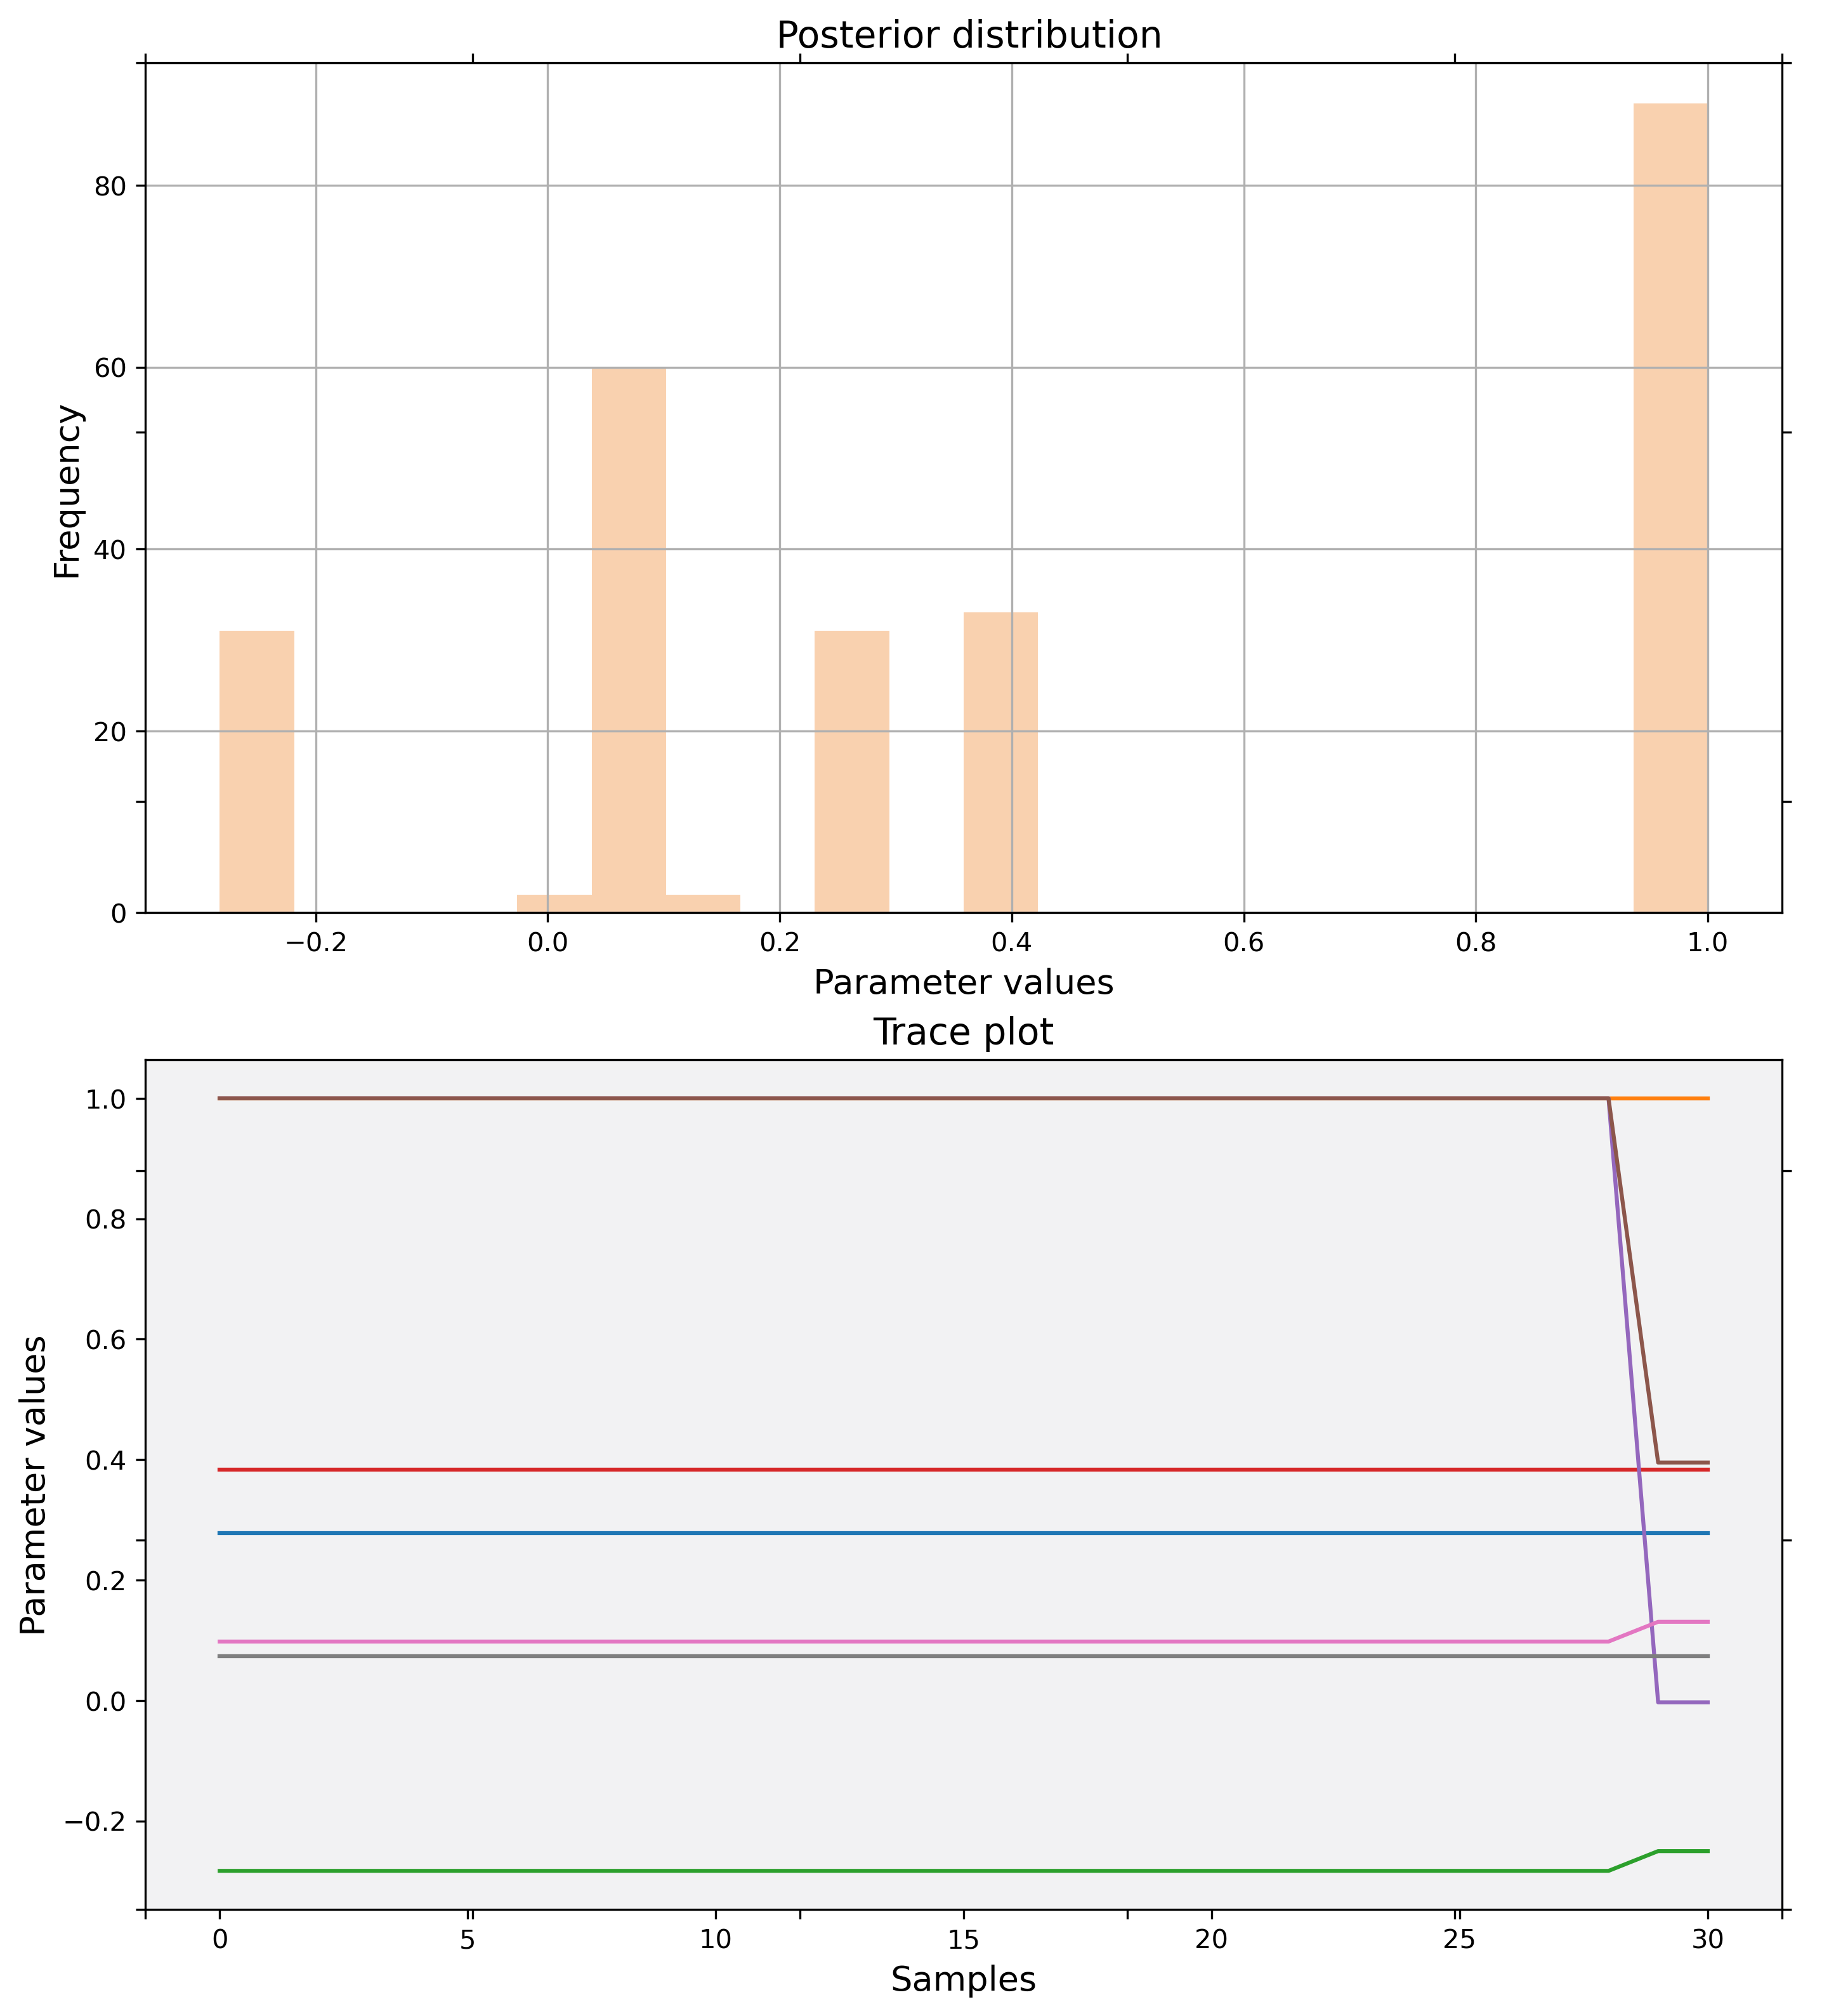 Posterior distribution
80
60
40
20
0
Frequency
−0.2 0.0 0.2 0.4 0.6 0.8 1.0
Parameter values
Trace plot
1.0
0.8
0.6
0.4
0.2
0.0
−0.2
Parameter values
0 5 10 15 20 25 30
Samples